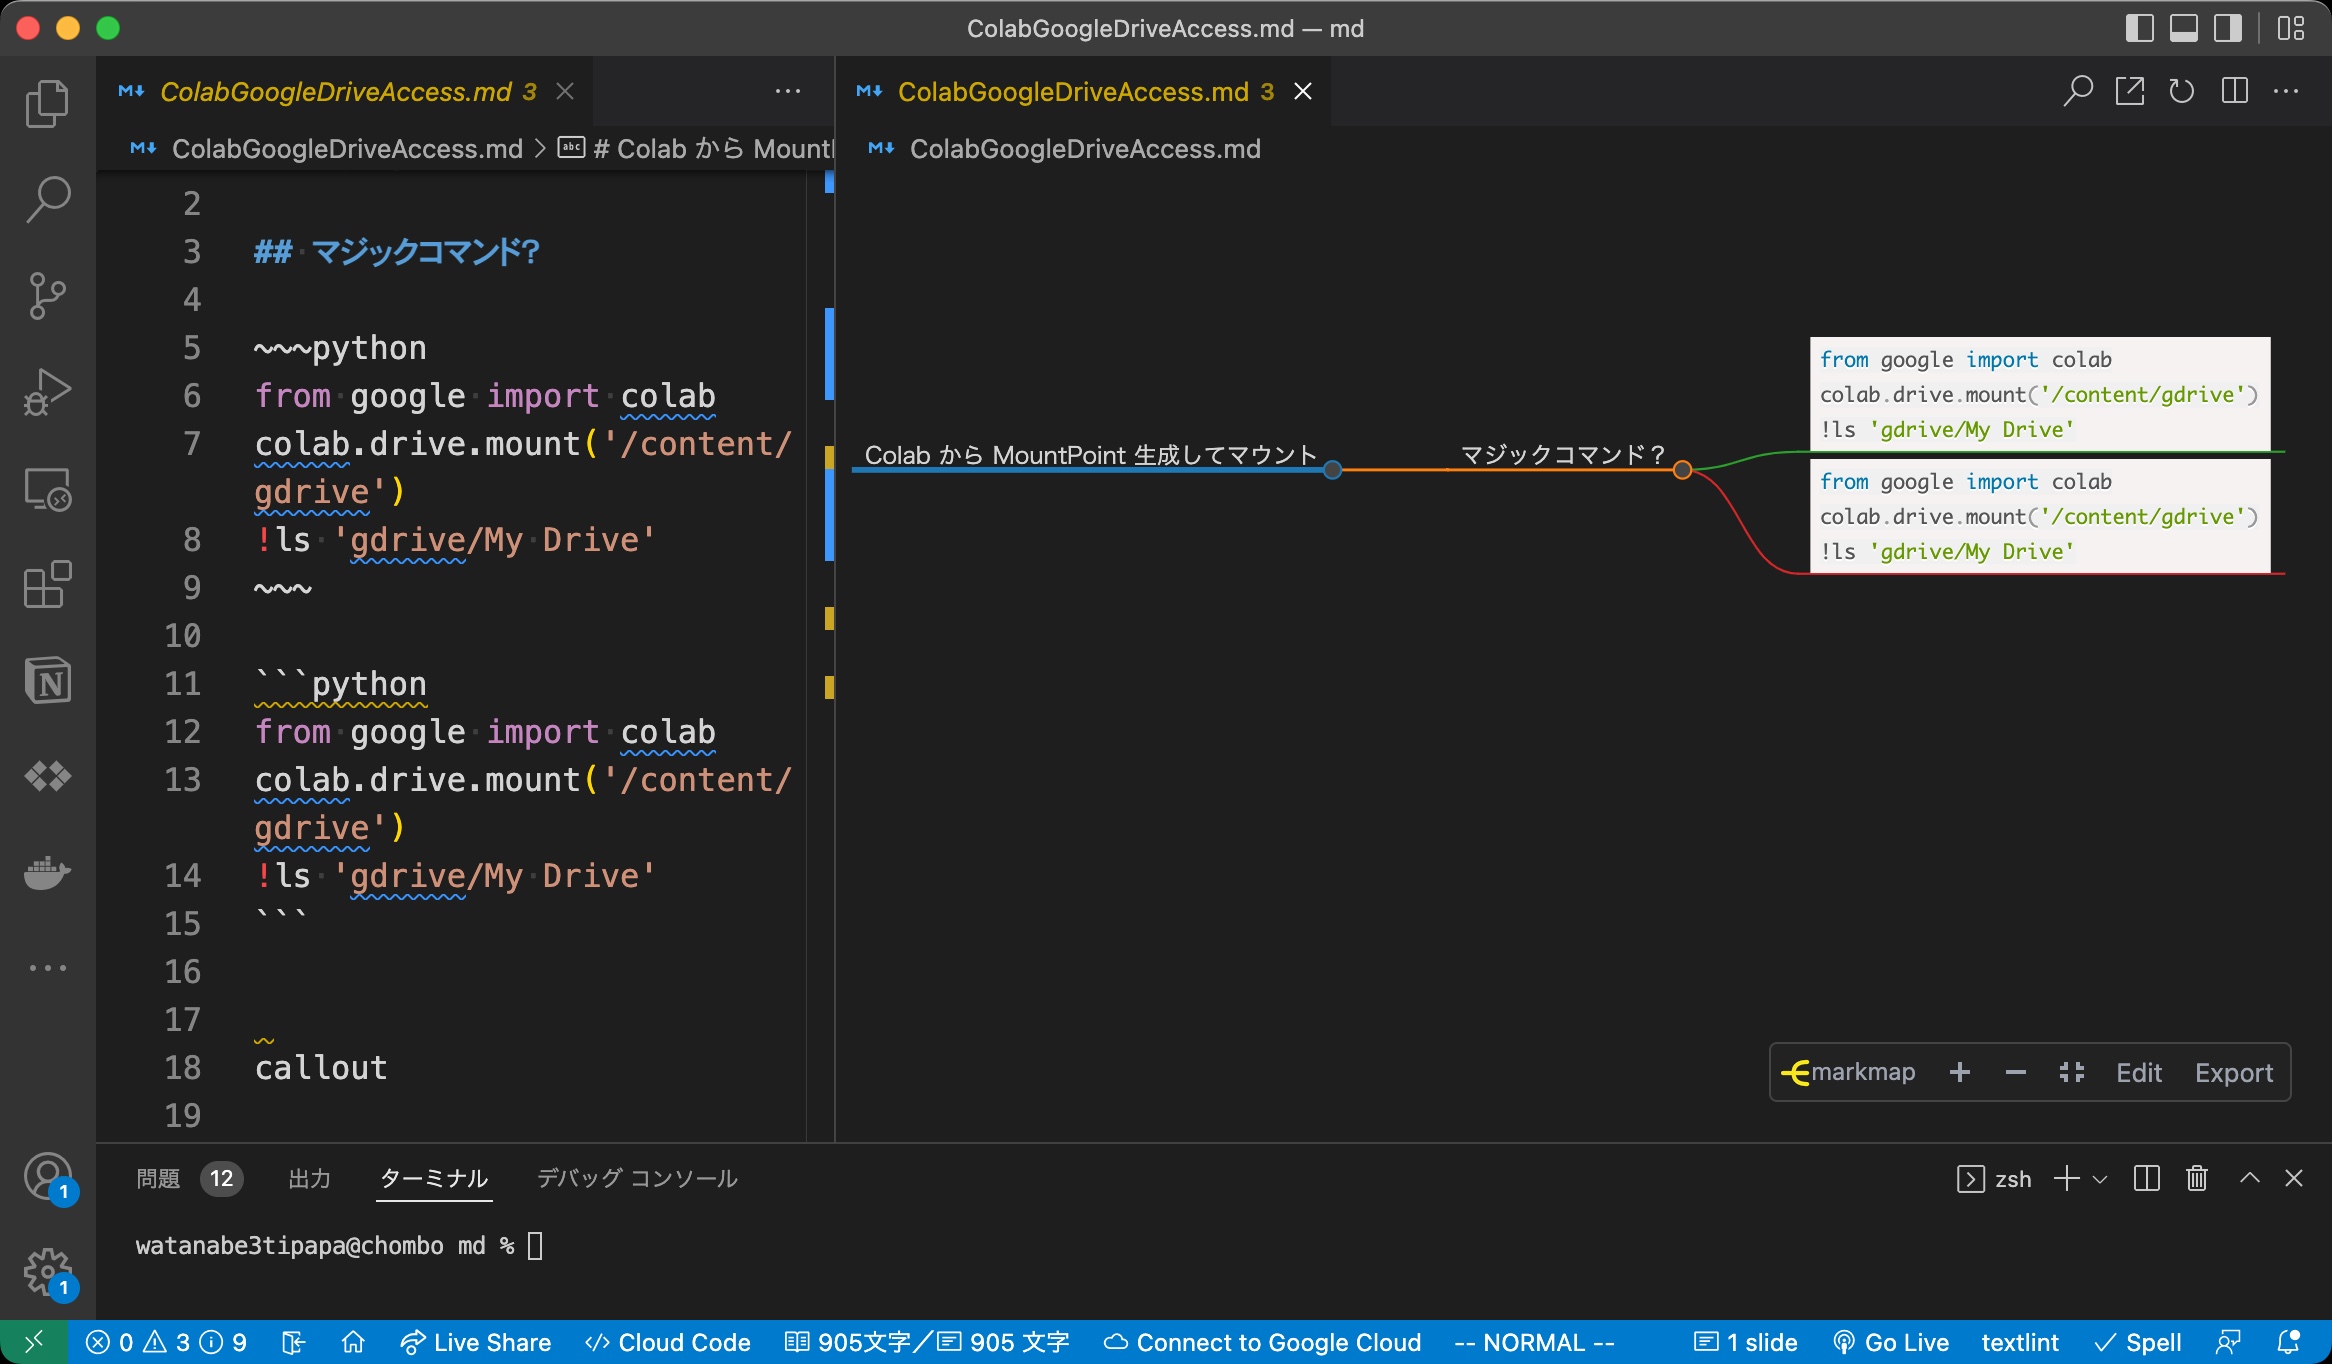 ColabGoogleDriveAccess.md — md
ColabGoogleDriveAccess.md 3
ColabGoogleDriveAccess.md > # Colab から Mount
2
3 ## マジックコマンド?
4
5 ~~~python
6 from google import colab
7 colab.drive.mount('/content/
gdrive')
8 !ls 'gdrive/My Drive'
9 ~~~
10
11 ```python
12 from google import colab
13 colab.drive.mount('/content/
gdrive')
14 !ls 'gdrive/My Drive'
15 ```
16
17
18 callout
19
ColabGoogleDriveAccess.md 3
ColabGoogleDriveAccess.md
Colab から MountPoint 生成してマウント
マジックコマンド？
from google import colab
colab.drive.mount('/content/gdrive')
!ls 'gdrive/My Drive'
from google import colab
colab.drive.mount('/content/gdrive')
!ls 'gdrive/My Drive'
markmap + − Edit Export
問題 12 出力 ターミナル デバッグ コンソール
zsh
watanabe3tipapa@chombo md %
1
1
0 3 9 Live Share Cloud Code 905文字／ 905 文字 Connect to Google Cloud -- NORMAL -- 1 slide Go Live textlint Spell